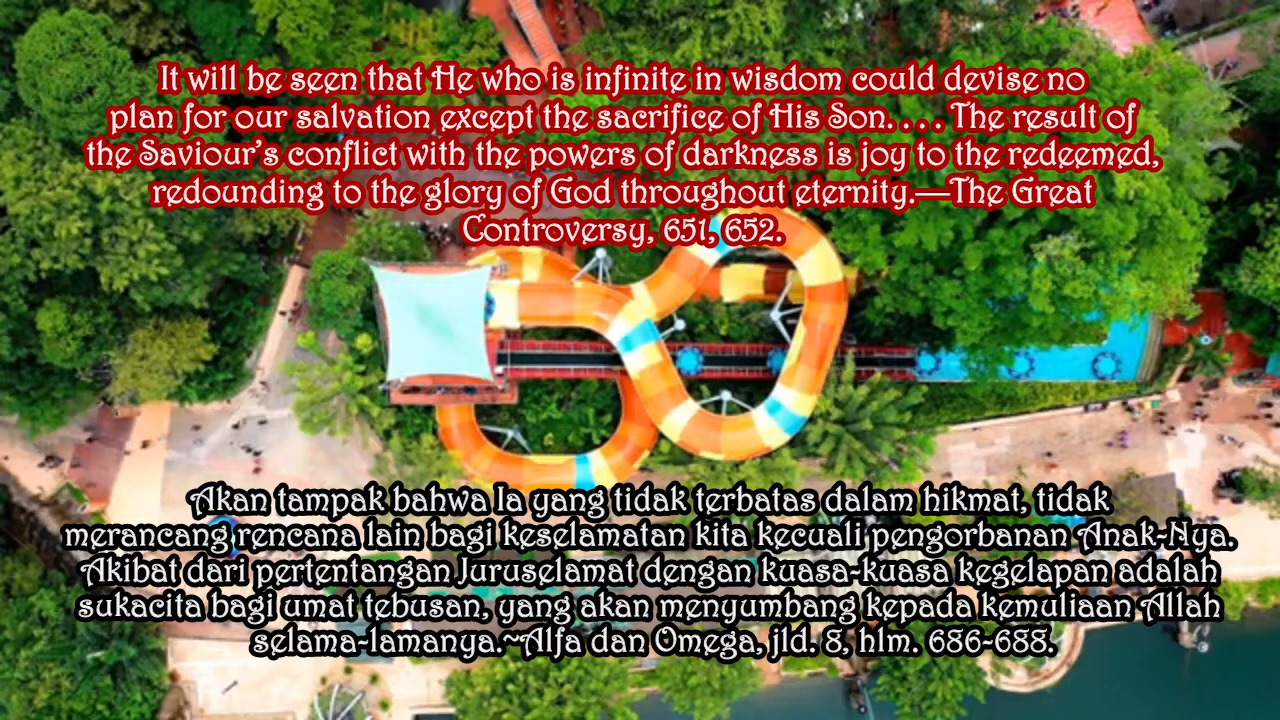 It will be seen that He who is infinite in wisdom could devise no
plan for our salvation except the sacrifice of His Son. . . . The result of
the Saviour's conflict with the powers of darkness is joy to the redeemed,
redounding to the glory of God throughout eternity.—The Great
Controversy, 651, 652.
Akan tampak bahwa Ia yang tidak terbatas dalam hikmat, tidak
merancang rencana lain bagi keselamatan kita kecuali pengorbanan Anak-Nya.
Akibat dari pertentangan Juruselamat dengan kuasa-kuasa kegelapan adalah
sukacita bagi umat tebusan, yang akan menyumbang kepada kemuliaan Allah
selama-lamanya.~Alfa dan Omega, jld. 8, hlm. 686-688.